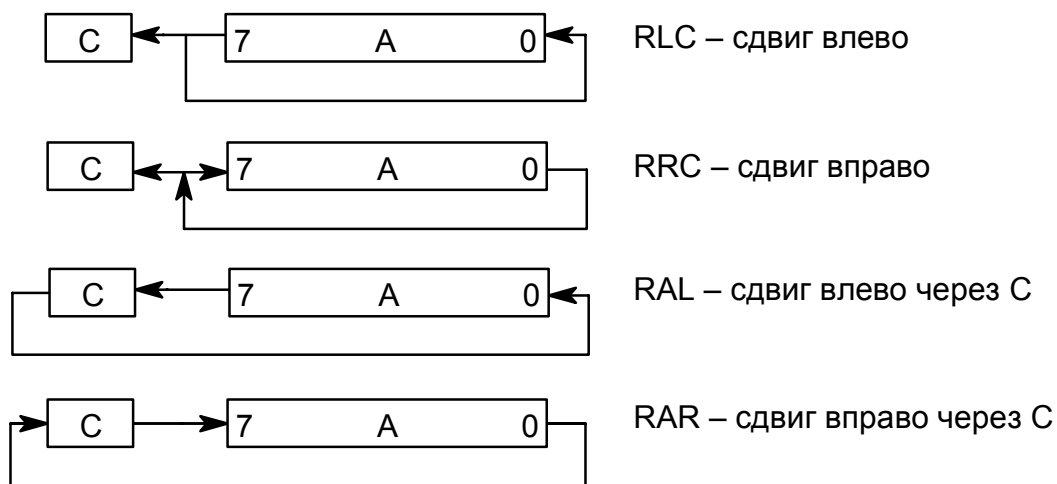 C 7 A 0 RLC – сдвиг влево
C 7 A 0 RRC – сдвиг вправо
C 7 A 0 RAL – сдвиг влево через C
C 7 A 0 RAR – сдвиг вправо через C